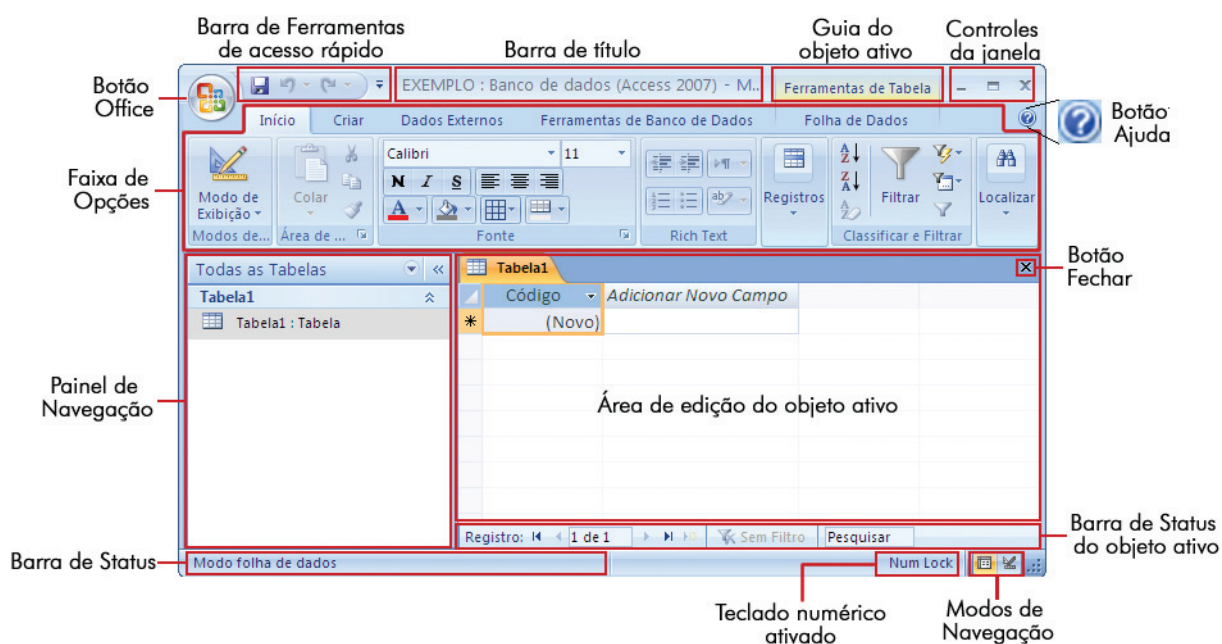 Barra de Ferramentas
de acesso rápido
Barra de título
Guia do
objeto ativo
Controles
da janela
Botão
Office
EXEMPLO : Banco de dados (Access 2007) - M..
Ferramentas de Tabela
Início Criar Dados Externos Ferramentas de Banco de Dados Folha de Dados
Botão
Ajuda
Faixa de
Opções
Modo de
Exibição
Modos de...
Colar
Área de ...
Calibri 11
N I S
A
Fonte
ab
Rich Text
Registros
A
Z
Z
A
A
Z
Filtrar
Classificar e Filtrar
Localizar
Botão
Fechar
Todas as Tabelas
Tabela1
Tabela1 : Tabela
Tabela1
Código Adicionar Novo Campo
(Novo)
Painel de
Navegação
Área de edição do objeto ativo
Registro: 1 de 1 Sem Filtro Pesquisar
Barra de Status
do objeto ativo
Barra de Status
Modo folha de dados
Num Lock
Teclado numérico
ativado
Modos de
Navegação